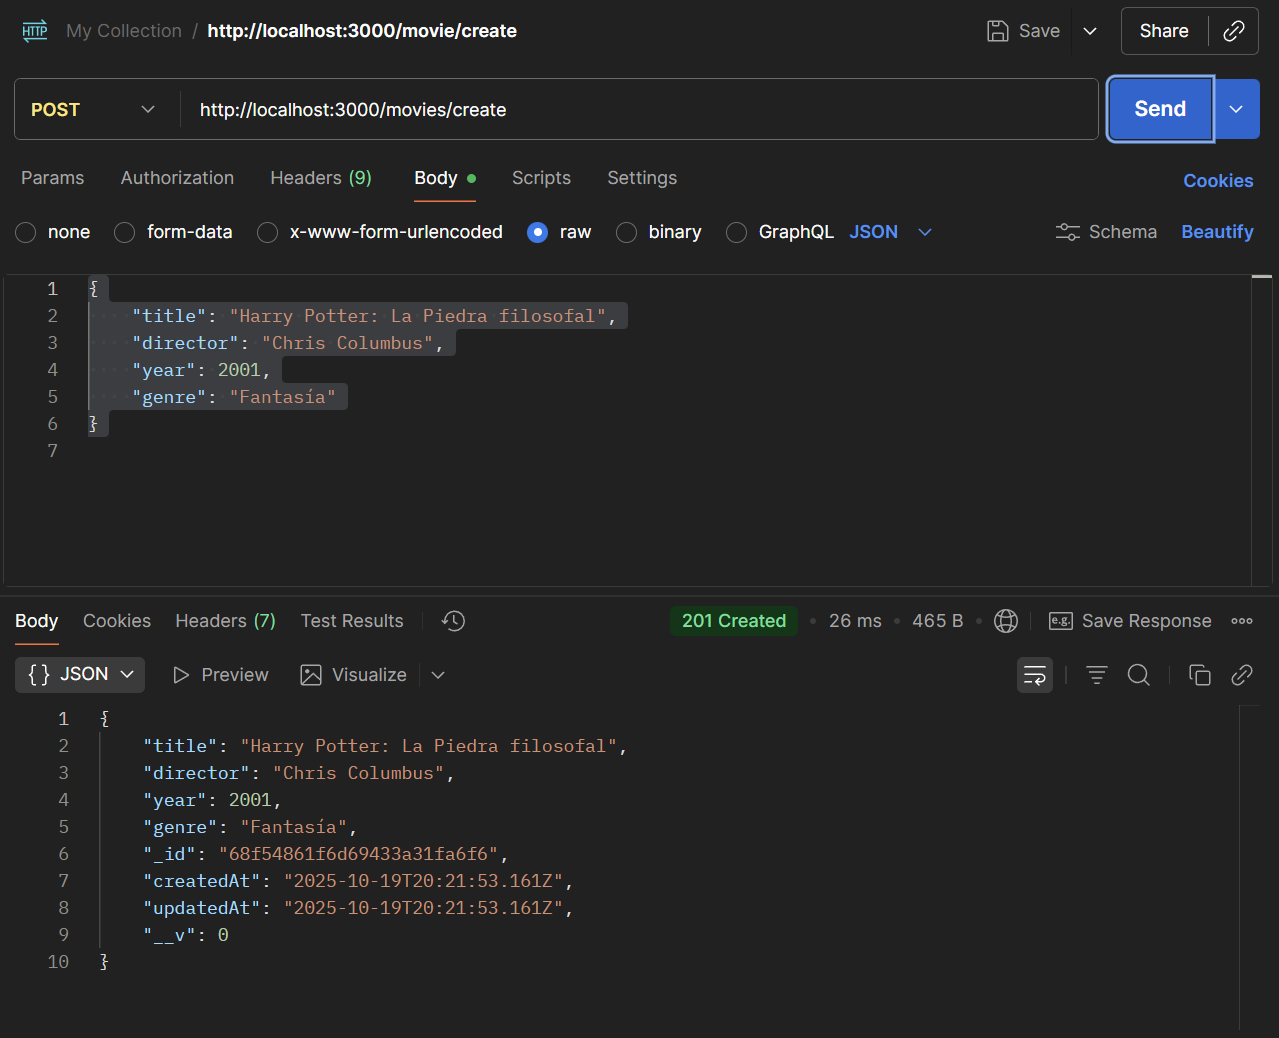 HTTP My Collection / http://localhost:3000/movie/create Save Share
POST http://localhost:3000/movies/create Send
Params Authorization Headers (9) Body Scripts Settings Cookies
none form-data x-www-form-urlencoded raw binary GraphQL JSON Schema Beautify
1 {
2 "title": "Harry Potter: La Piedra filosofal",
3 "director": "Chris Columbus",
4 "year": 2001,
5 "genre": "Fantasía"
6 }
7
Body Cookies Headers (7) Test Results 201 Created • 26 ms • 465 B • e.g. Save Response
{} JSON Preview Visualize
1 {
2 "title": "Harry Potter: La Piedra filosofal",
3 "director": "Chris Columbus",
4 "year": 2001,
5 "genre": "Fantasía",
6 "_id": "68f54861f6d69433a31fa6f6",
7 "createdAt": "2025-10-19T20:21:53.161Z",
8 "updatedAt": "2025-10-19T20:21:53.161Z",
9 "__v": 0
10 }